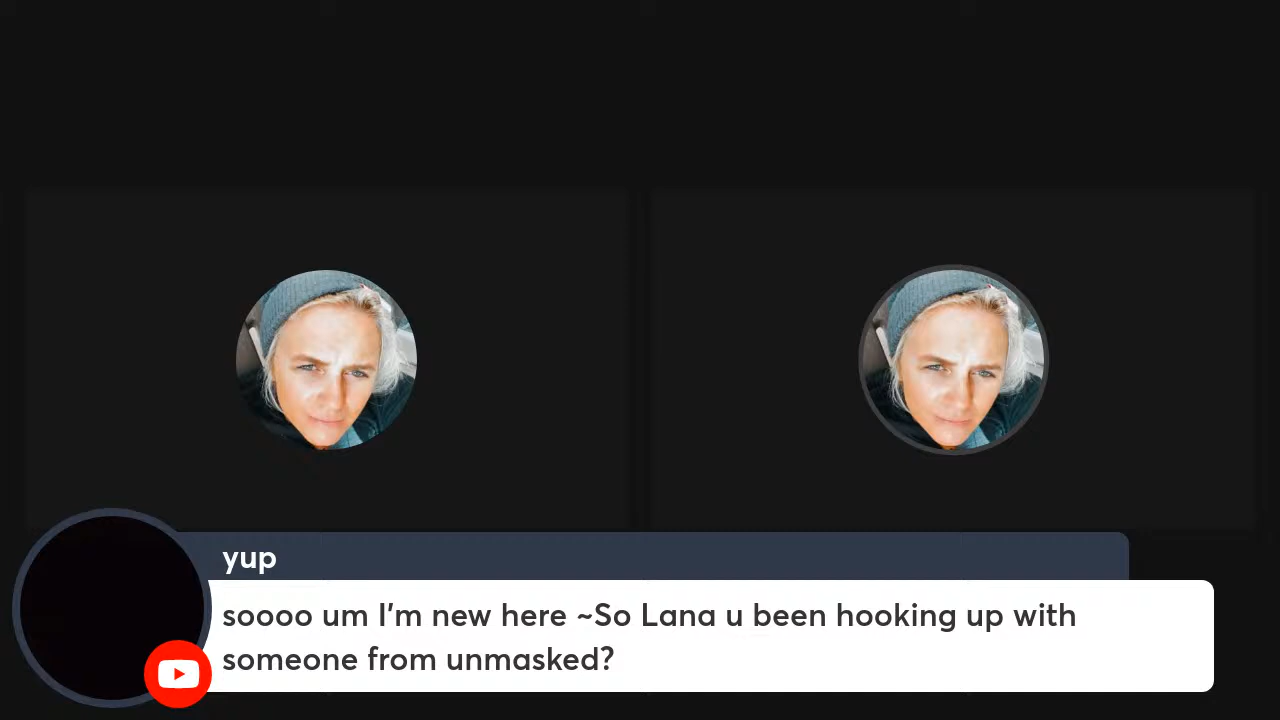 yup
soooo um I'm new here ~So Lana u been hooking up with
someone from unmasked?